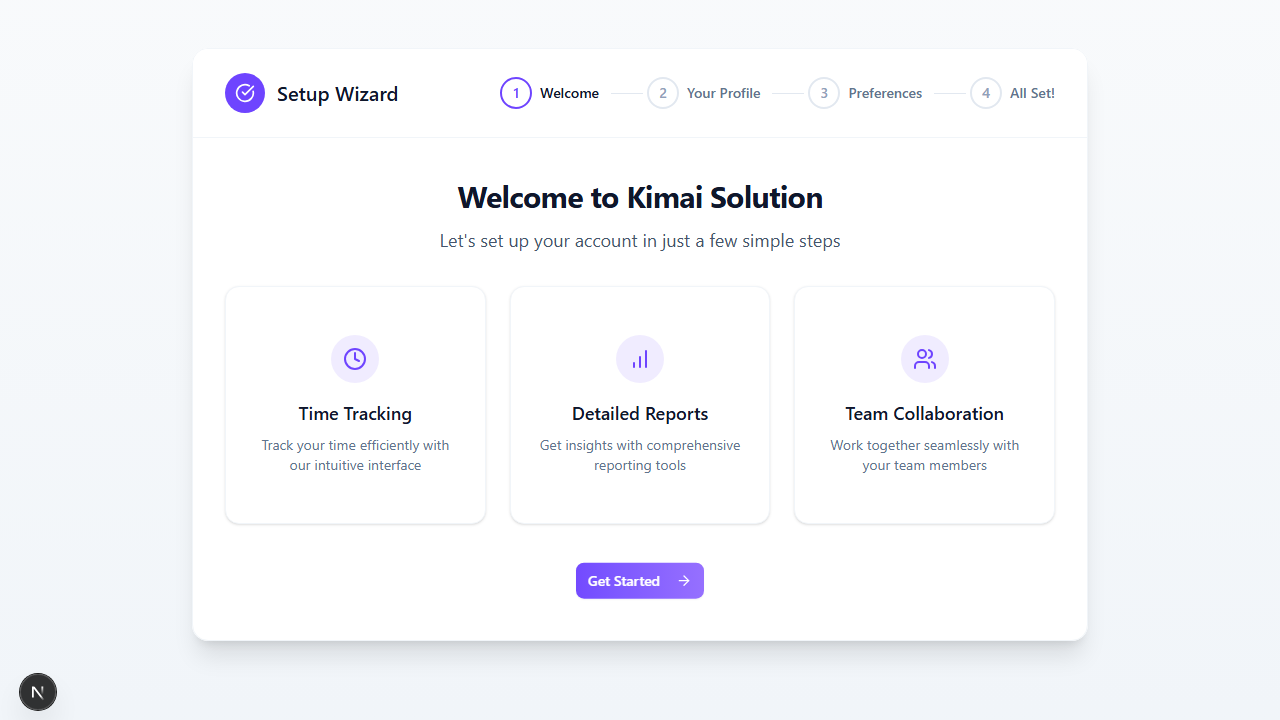 Setup Wizard
1 Welcome
2 Your Profile
3 Preferences
4 All Set!
Welcome to Kimai Solution
Let's set up your account in just a few simple steps
Time Tracking
Track your time efficiently with
our intuitive interface
Detailed Reports
Get insights with comprehensive
reporting tools
Team Collaboration
Work together seamlessly with
your team members
Get Started
N